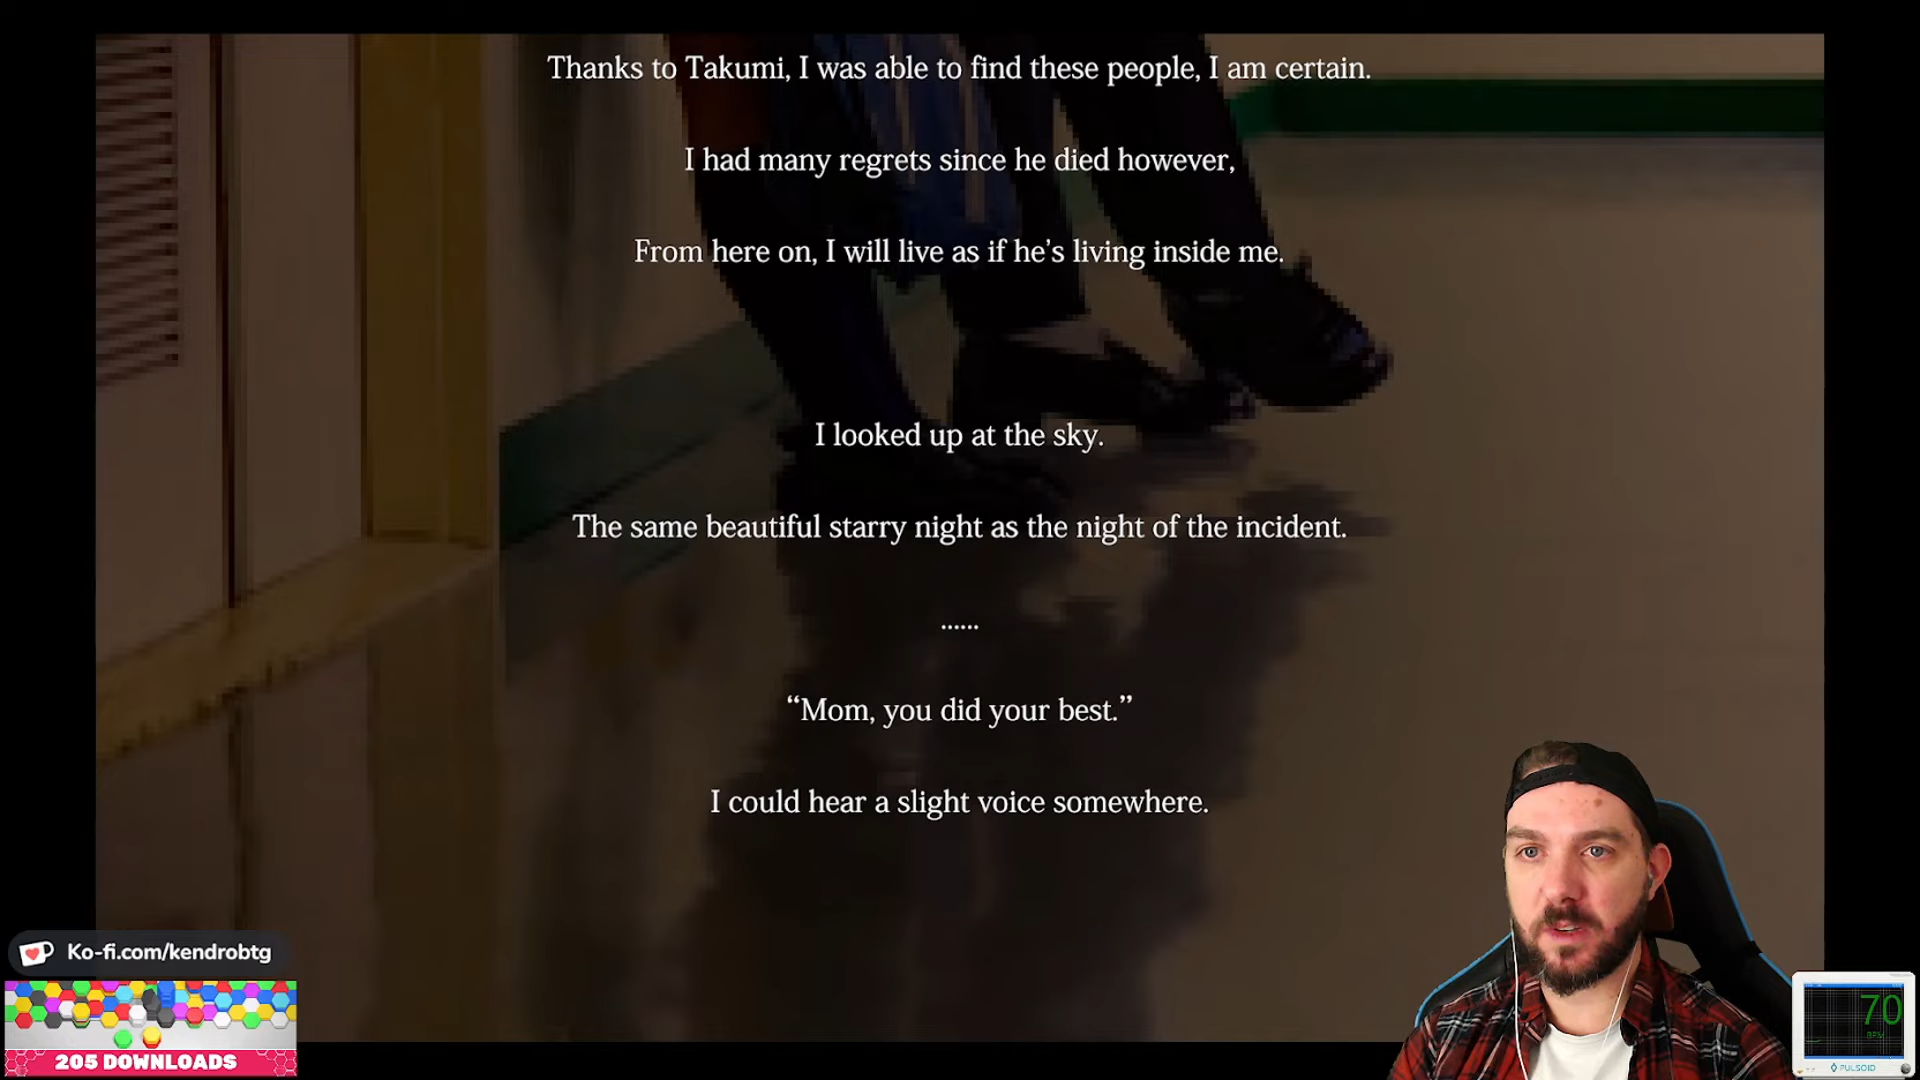 Thanks to Takumi, I was able to find these people, I am certain.
I had many regrets since he died however,
From here on, I will live as if he's living inside me.
I looked up at the sky.
The same beautiful starry night as the night of the incident.
......
“Mom, you did your best.”
I could hear a slight voice somewhere.
Ko-fi.com/kendrobtg
205 DOWNLOADS
70
BPM
PULSOID